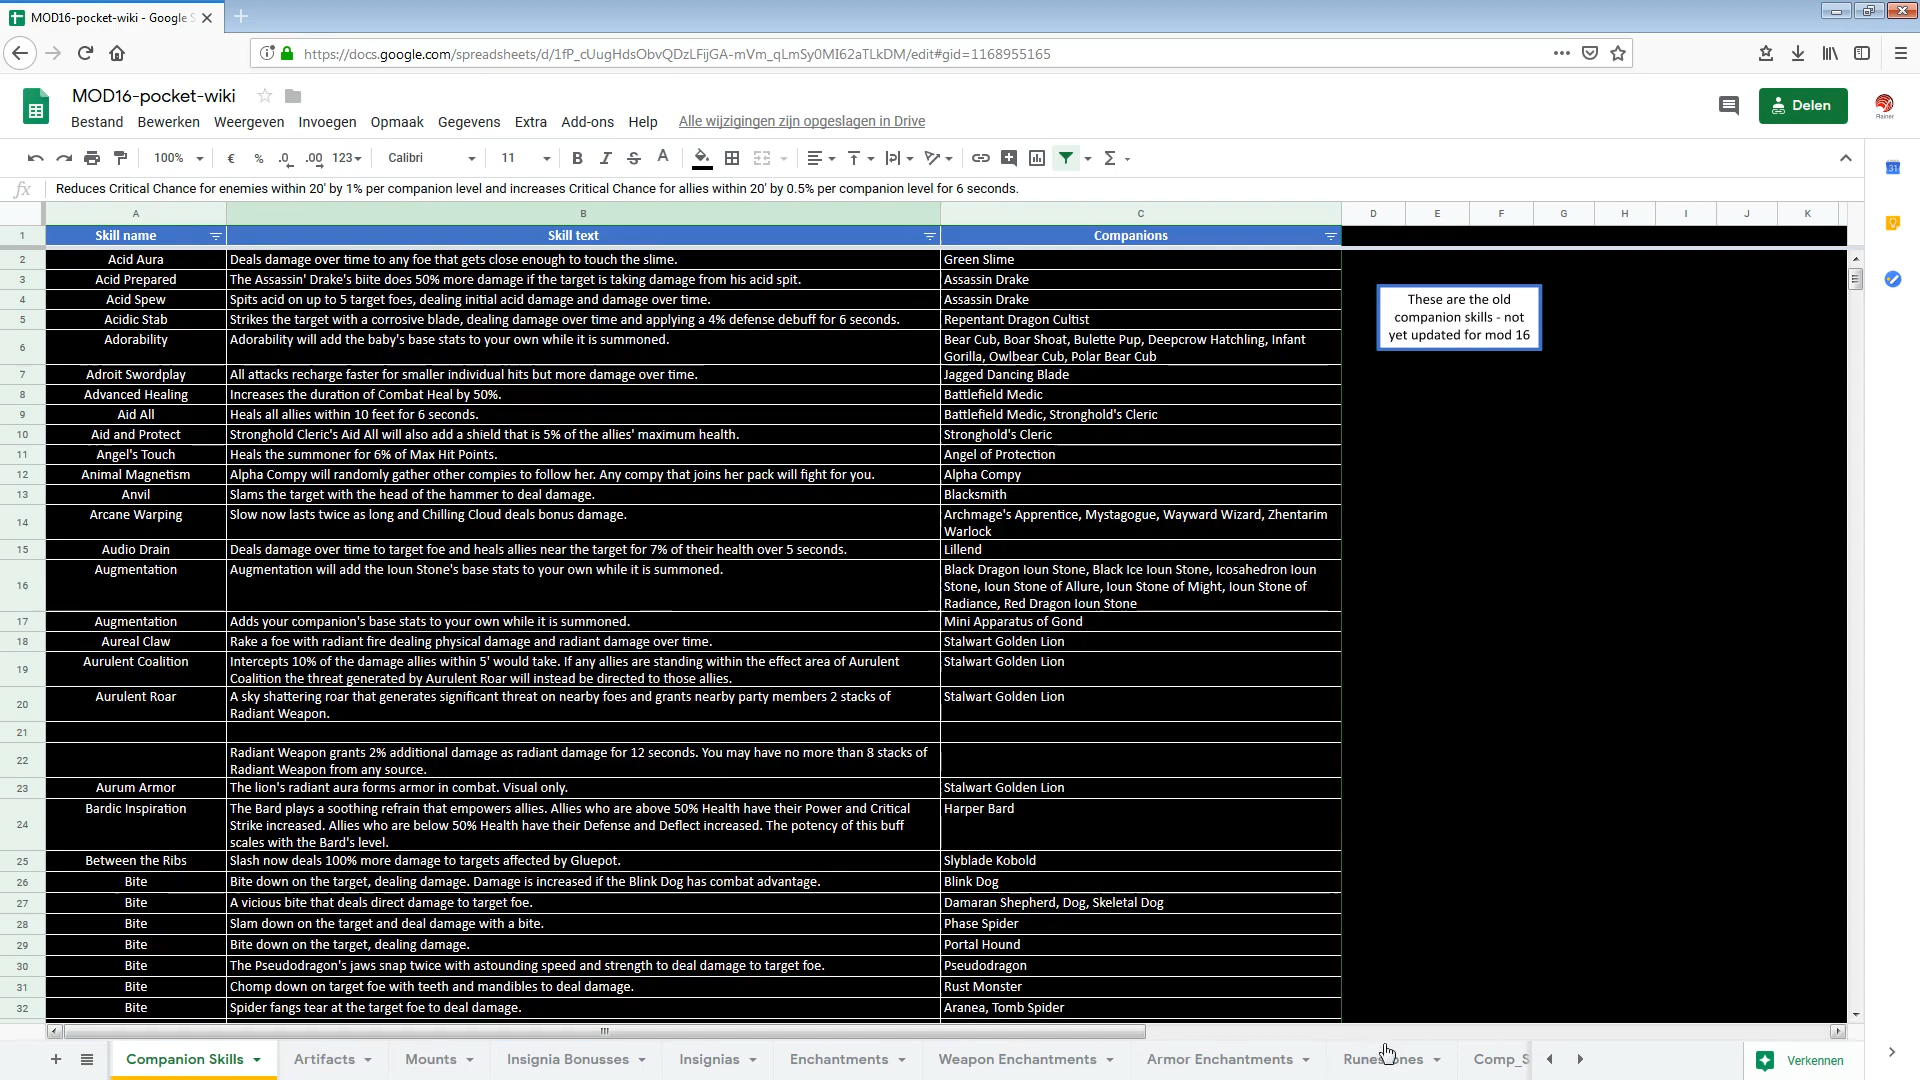 MOD16-pocket-wiki - Google S
https://docs.google.com/spreadsheets/d/1fP_cUugHdsObvQDzLFijGA-mVm_qLmSy0MI62aTLkDM/edit#gid=1168955165
MOD16-pocket-wiki
Delen
Rainer
Bestand Bewerken Weergeven Invoegen Opmaak Gegevens Extra Add-ons Help Alle wijzigingen zijn opgeslagen in Drive
100% € % .0 .00 123 Calibri 11 B I S A Σ
31
fx Reduces Critical Chance for enemies within 20' by 1% per companion level and increases Critical Chance for allies within 20' by 0.5% per companion level for 6 seconds.
A B C D E F G H I J K
1 Skill name Skill text Companions
2 Acid Aura Deals damage over time to any foe that gets close enough to touch the slime. Green Slime
3 Acid Prepared The Assassin' Drake's biite does 50% more damage if the target is taking damage from his acid spit. Assassin Drake
4 Acid Spew Spits acid on up to 5 target foes, dealing initial acid damage and damage over time. Assassin Drake
5 Acidic Stab Strikes the target with a corrosive blade, dealing damage over time and applying a 4% defense debuff for 6 seconds. Repentant Dragon Cultist
These are the old
companion skills - not
yet updated for mod 16
6 Adorability Adorability will add the baby's base stats to your own while it is summoned. Bear Cub, Boar Shoat, Bulette Pup, Deepcrow Hatchling, Infant
Gorilla, Owlbear Cub, Polar Bear Cub
7 Adroit Swordplay All attacks recharge faster for smaller individual hits but more damage over time. Jagged Dancing Blade
8 Advanced Healing Increases the duration of Combat Heal by 50%. Battlefield Medic
9 Aid All Heals all allies within 10 feet for 6 seconds. Battlefield Medic, Stronghold's Cleric
10 Aid and Protect Stronghold Cleric's Aid All will also add a shield that is 5% of the allies' maximum health. Stronghold's Cleric
11 Angel's Touch Heals the summoner for 6% of Max Hit Points. Angel of Protection
12 Animal Magnetism Alpha Compy will randomly gather other compies to follow her. Any compy that joins her pack will fight for you. Alpha Compy
13 Anvil Slams the target with the head of the hammer to deal damage. Blacksmith
14 Arcane Warping Slow now lasts twice as long and Chilling Cloud deals bonus damage. Archmage's Apprentice, Mystagogue, Wayward Wizard, Zhentarim
Warlock
15 Audio Drain Deals damage over time to target foe and heals allies near the target for 7% of their health over 5 seconds. Lillend
16 Augmentation Augmentation will add the Ioun Stone's base stats to your own while it is summoned. Black Dragon Ioun Stone, Black Ice Ioun Stone, Icosahedron Ioun
Stone, Ioun Stone of Allure, Ioun Stone of Might, Ioun Stone of
Radiance, Red Dragon Ioun Stone
17 Augmentation Adds your companion's base stats to your own while it is summoned. Mini Apparatus of Gond
18 Aureal Claw Rake a foe with radiant fire dealing physical damage and radiant damage over time. Stalwart Golden Lion
19 Aurulent Coalition Intercepts 10% of the damage allies within 5' would take. If any allies are standing within the effect area of Aurulent Stalwart Golden Lion
Coalition the threat generated by Aurulent Roar will instead be directed to those allies.
20 Aurulent Roar A sky shattering roar that generates significant threat on nearby foes and grants nearby party members 2 stacks of Stalwart Golden Lion
Radiant Weapon.
21
22 Radiant Weapon grants 2% additional damage as radiant damage for 12 seconds. You may have no more than 8 stacks of
Radiant Weapon from any source.
23 Aurum Armor The lion's radiant aura forms armor in combat. Visual only. Stalwart Golden Lion
24 Bardic Inspiration The Bard plays a soothing refrain that empowers allies. Allies who are above 50% Health have their Power and Critical Harper Bard
Strike increased. Allies who are below 50% Health have their Defense and Deflect increased. The potency of this buff
scales with the Bard's level.
25 Between the Ribs Slash now deals 100% more damage to targets affected by Gluepot. Slyblade Kobold
26 Bite Bite down on the target, dealing damage. Damage is increased if the Blink Dog has combat advantage. Blink Dog
27 Bite A vicious bite that deals direct damage to target foe. Damaran Shepherd, Dog, Skeletal Dog
28 Bite Slam down on the target and deal damage with a bite. Phase Spider
29 Bite Bite down on the target, dealing damage. Portal Hound
30 Bite The Pseudodragon's jaws snap twice with astounding speed and strength to deal damage to target foe. Pseudodragon
31 Bite Chomp down on target foe with teeth and mandibles to deal damage. Rust Monster
32 Bite Spider fangs tear at the target foe to deal damage. Aranea, Tomb Spider
Companion Skills Artifacts Mounts Insignia Bonusses Insignias Enchantments Weapon Enchantments Armor Enchantments Runestones Comp_S Verkennen